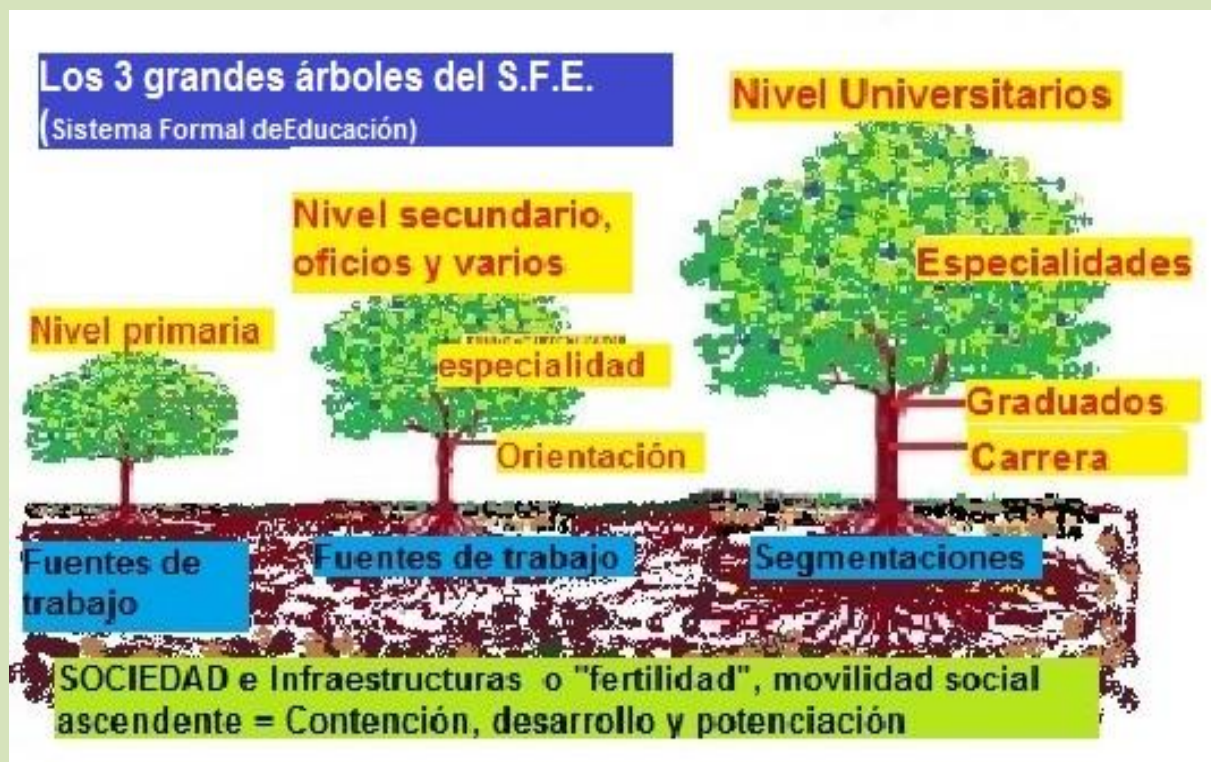 Los 3 grandes árboles del S.F.E.
(Sistema Formal deEducación)
Nivel Universitarios
Nivel secundario,
oficios y varios
Especialidades
Nivel primaria
especialidad
Graduados
Orientación
Carrera
Fuentes de
trabajo
Fuentes de trabajo
Segmentaciones
SOCIEDAD e Infraestructuras o "fertilidad", movilidad social
ascendente = Contención, desarrollo y potenciación